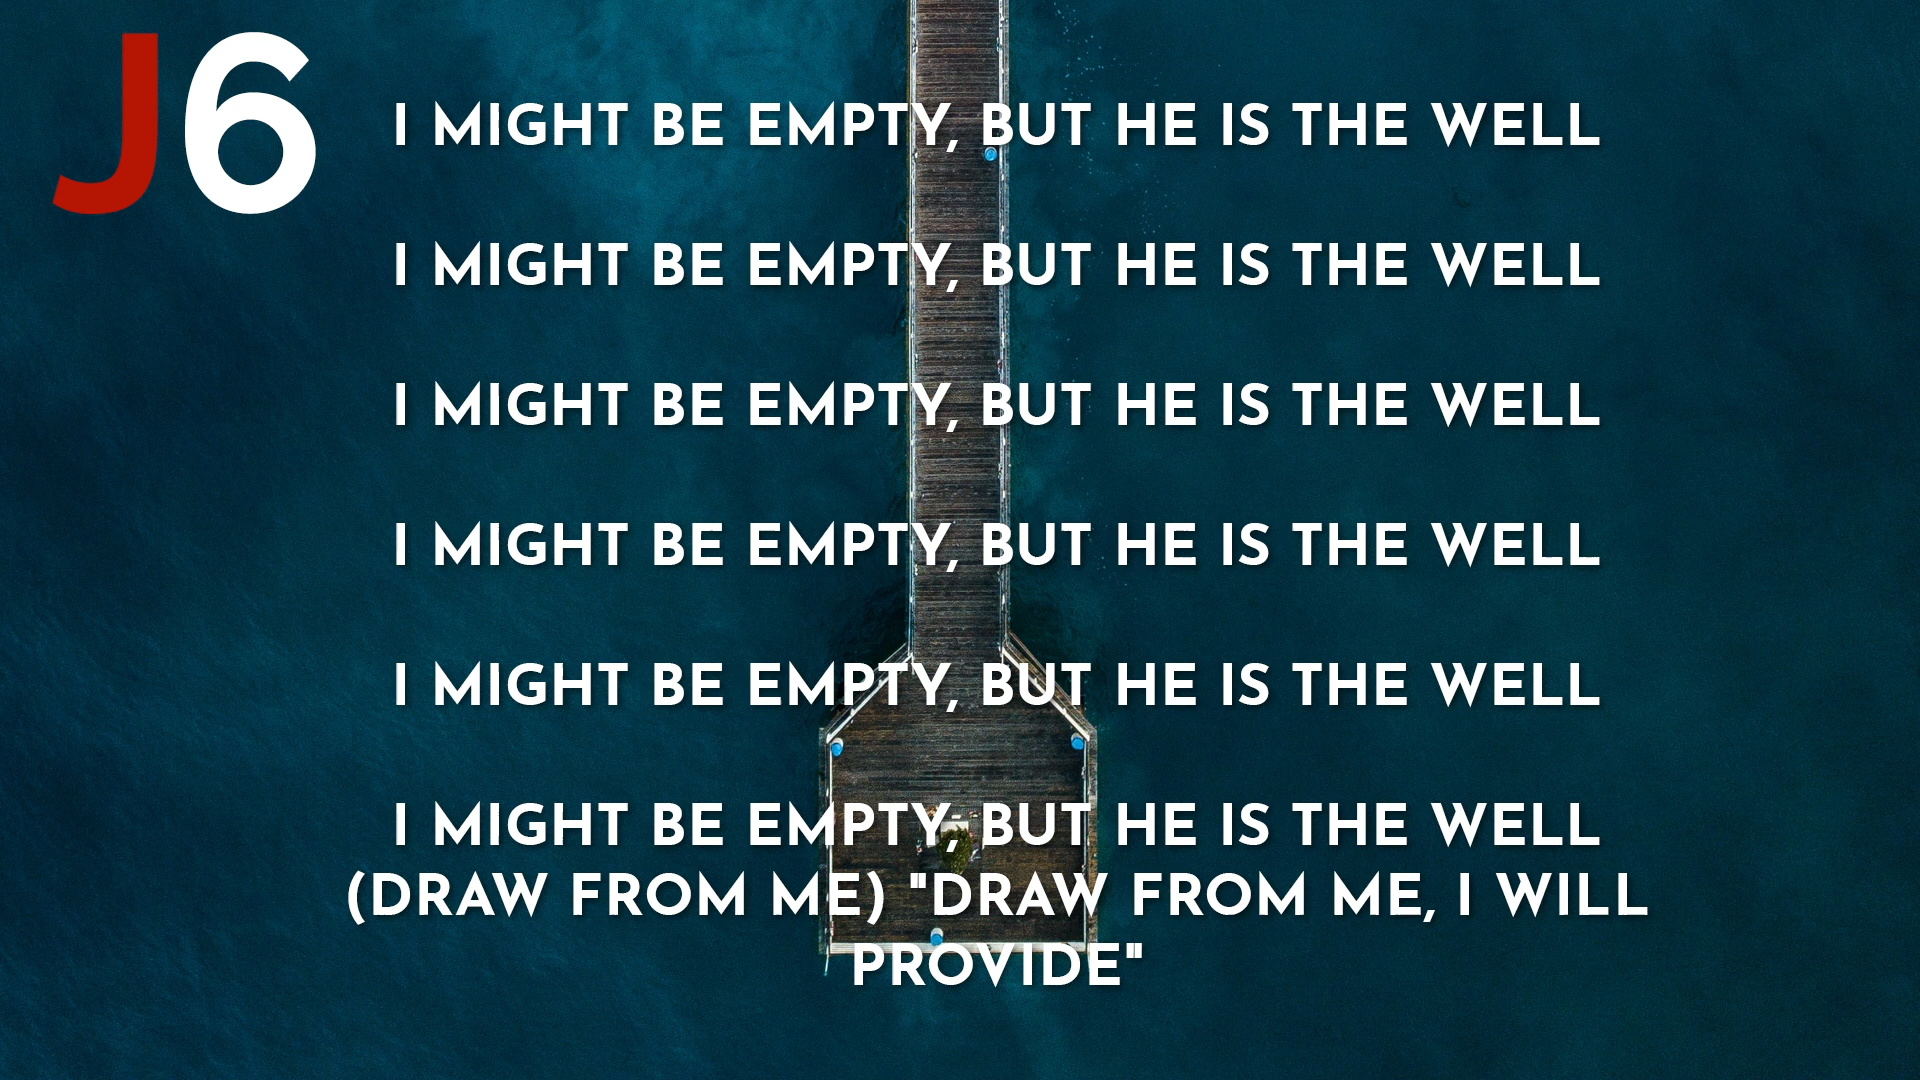 J6
I MIGHT BE EMPTY, BUT HE IS THE WELL
I MIGHT BE EMPTY, BUT HE IS THE WELL
I MIGHT BE EMPTY, BUT HE IS THE WELL
I MIGHT BE EMPTY, BUT HE IS THE WELL
I MIGHT BE EMPTY, BUT HE IS THE WELL
I MIGHT BE EMPTY, BUT HE IS THE WELL
(DRAW FROM ME) "DRAW FROM ME, I WILL
PROVIDE"